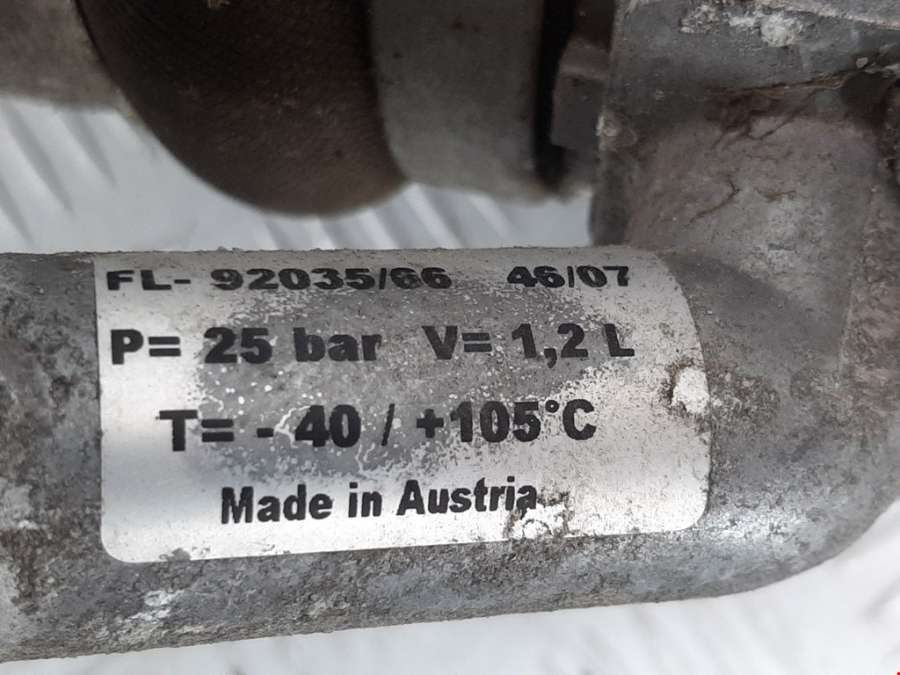 FL- 92035/66 46/07
P= 25 bar V= 1,2 L
T= - 40 / +105°C
Made in Austria